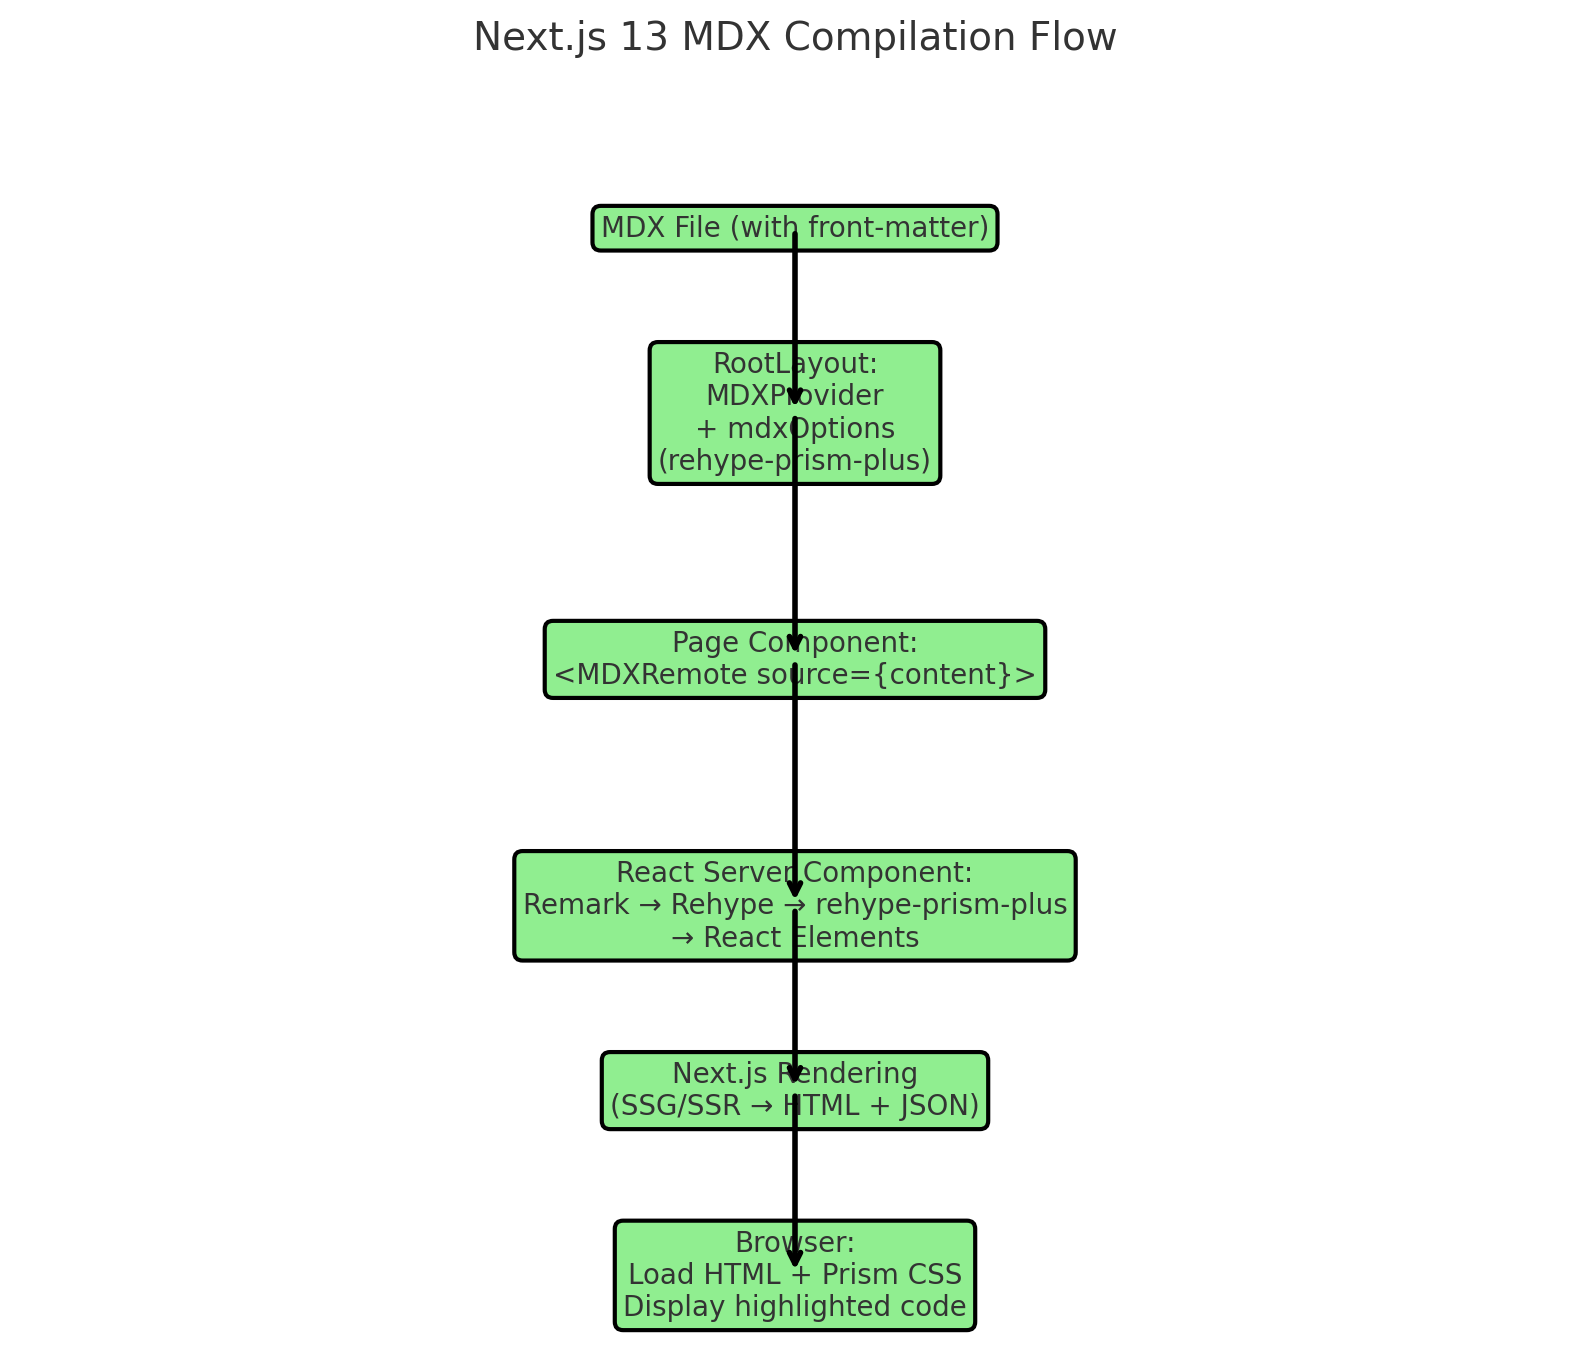 Next.js 13 MDX Compilation Flow
MDX File (with front-matter)
RootLayout:
MDXProvider
+ mdxOptions
(rehype-prism-plus)
Page Component:
<MDXRemote source={content}>
React Server Component:
Remark → Rehype → rehype-prism-plus
→ React Elements
Next.js Rendering
(SSG/SSR → HTML + JSON)
Browser:
Load HTML + Prism CSS
Display highlighted code